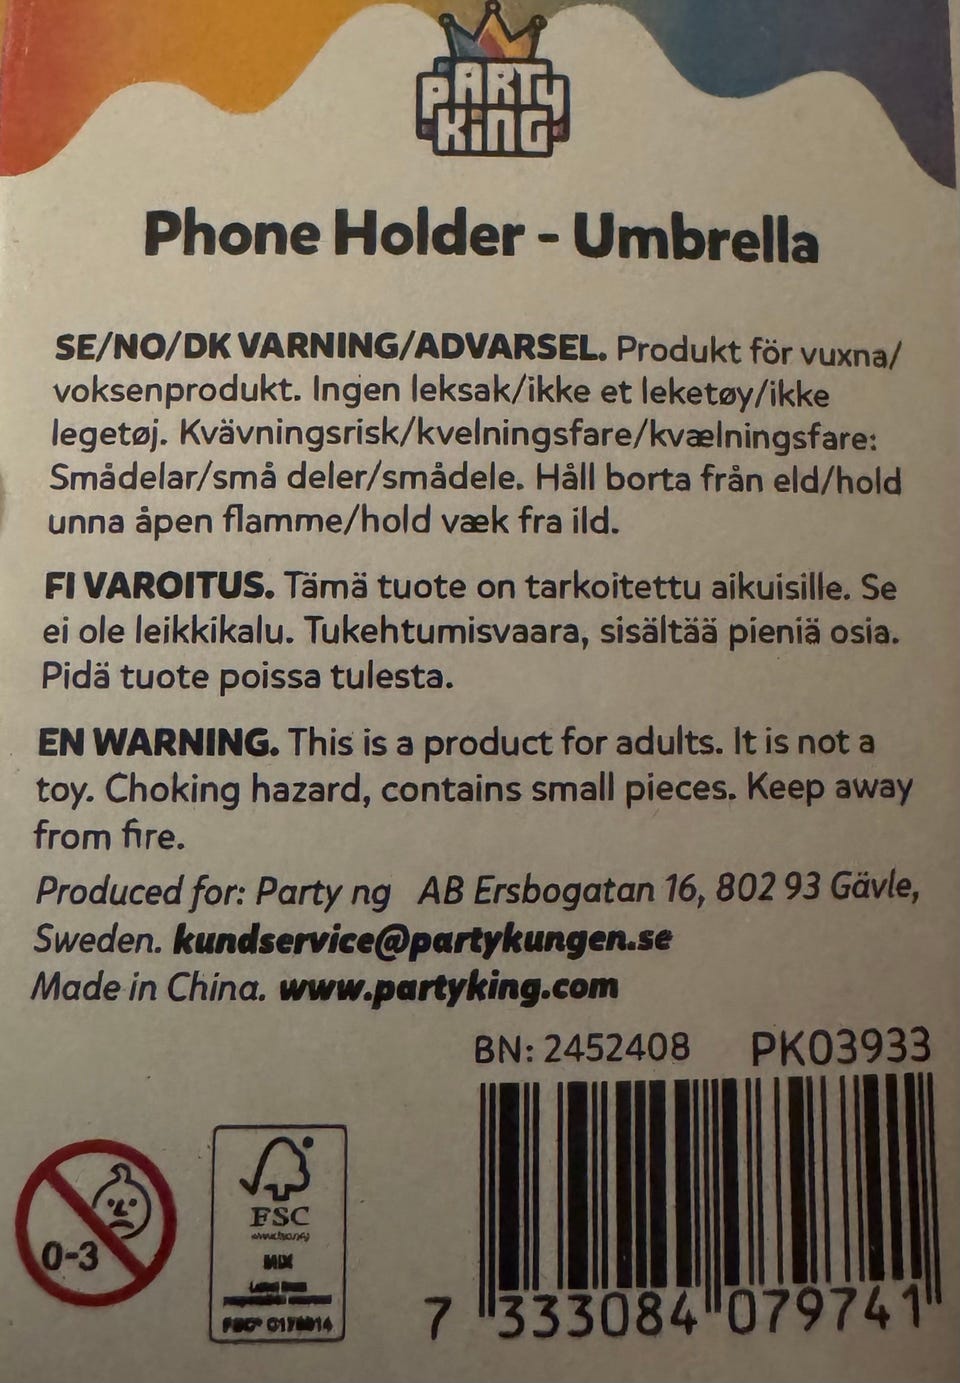 PARTY
KING
Phone Holder - Umbrella
SE/NO/DK VARNING/ADVARSEL. Produkt för vuxna/
voksenprodukt. Ingen leksak/ikke et leketøy/ikke
legetøj. Kvävningsrisk/kvelningsfare/kvælningsfare:
Smådelar/små deler/smådele. Håll borta från eld/hold
unna åpen flamme/hold væk fra ild.
FI VAROITUS. Tämä tuote on tarkoitettu aikuisille. Se
ei ole leikkikalu. Tukehtumisvaara, sisältää pieniä osia.
Pidä tuote poissa tulesta.
EN WARNING. This is a product for adults. It is not a
toy. Choking hazard, contains small pieces. Keep away
from fire.
Produced for: Party ng AB Ersbogatan 16, 802 93 Gävle,
Sweden. kundservice@partykungen.se
Made in China. www.partyking.com
BN: 2452408 PK03933
0-3
FSC
MIX
7 333084 079741